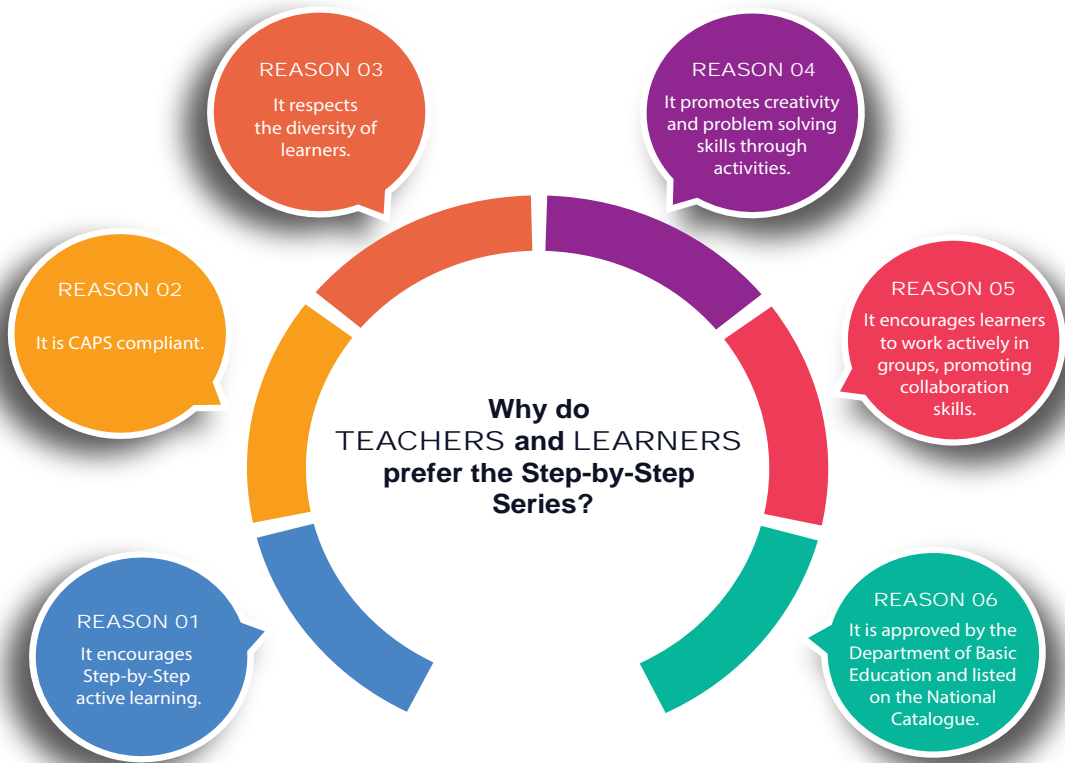 REASON 03
It respects
the diversity of
learners.
REASON 04
It promotes creativity
and problem solving
skills through
activities.
REASON 02
It is CAPS compliant.
REASON 05
It encourages learners
to work actively in
groups, promoting
collaboration
skills.
Why do
TEACHERS and LEARNERS
prefer the Step-by-Step
Series?
REASON 01
It encourages
Step-by-Step
active learning.
REASON 06
It is approved by the
Department of Basic
Education and listed
on the National
Catalogue.